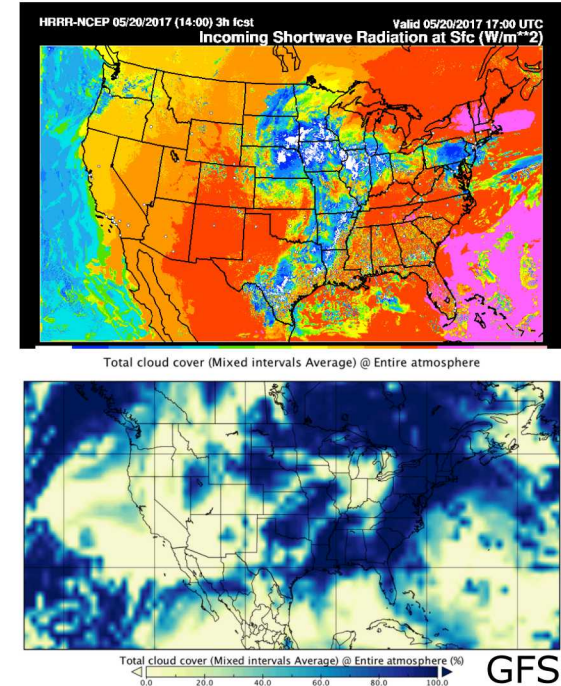 HRRR-NCEP 05/20/2017 (14:00) 3h fcst
Valid 05/20/2017 17:00 UTC
Incoming Shortwave Radiation at Sfc (W/m**2)
Total cloud cover (Mixed intervals Average) @ Entire atmosphere
Total cloud cover (Mixed intervals Average) @ Entire atmosphere (%)
0.0 20.0 40.0 60.0 80.0 100.0
GFS